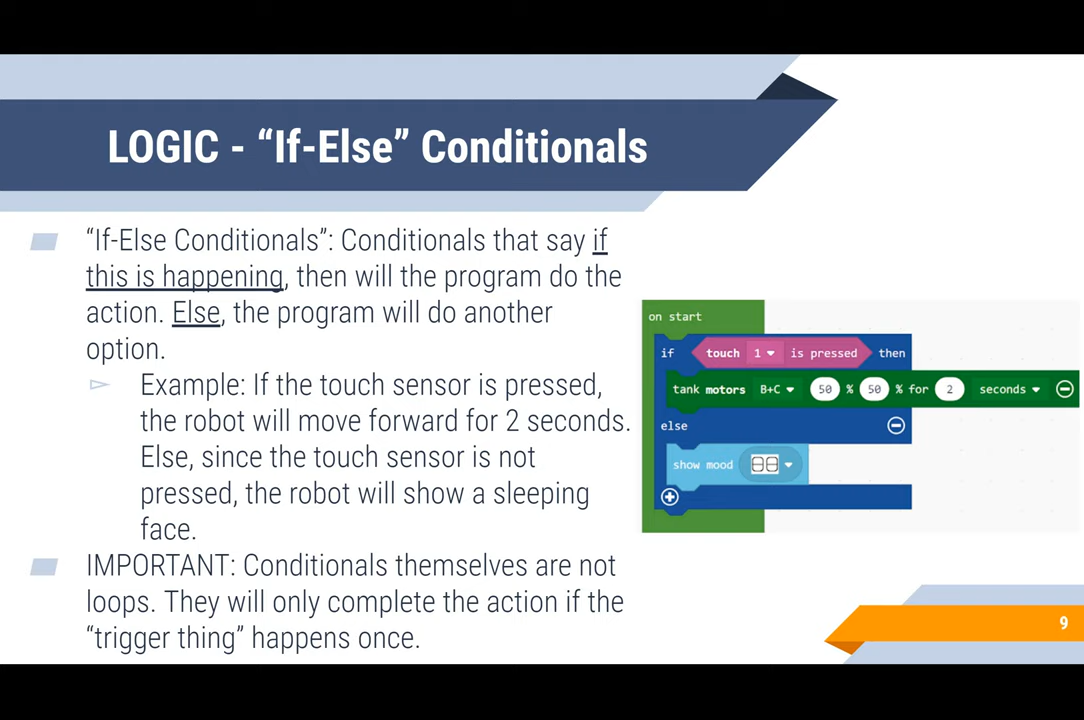 LOGIC - “If-Else” Conditionals
“If-Else Conditionals”: Conditionals that say if
this is happening, then will the program do the
action. Else, the program will do another
option.
Example: If the touch sensor is pressed,
the robot will move forward for 2 seconds.
Else, since the touch sensor is not
pressed, the robot will show a sleeping
face.
IMPORTANT: Conditionals themselves are not
loops. They will only complete the action if the
“trigger thing” happens once.
on start
if touch 1 is pressed then
tank motors B+C 50 % 50 % for 2 seconds
else
show mood
9